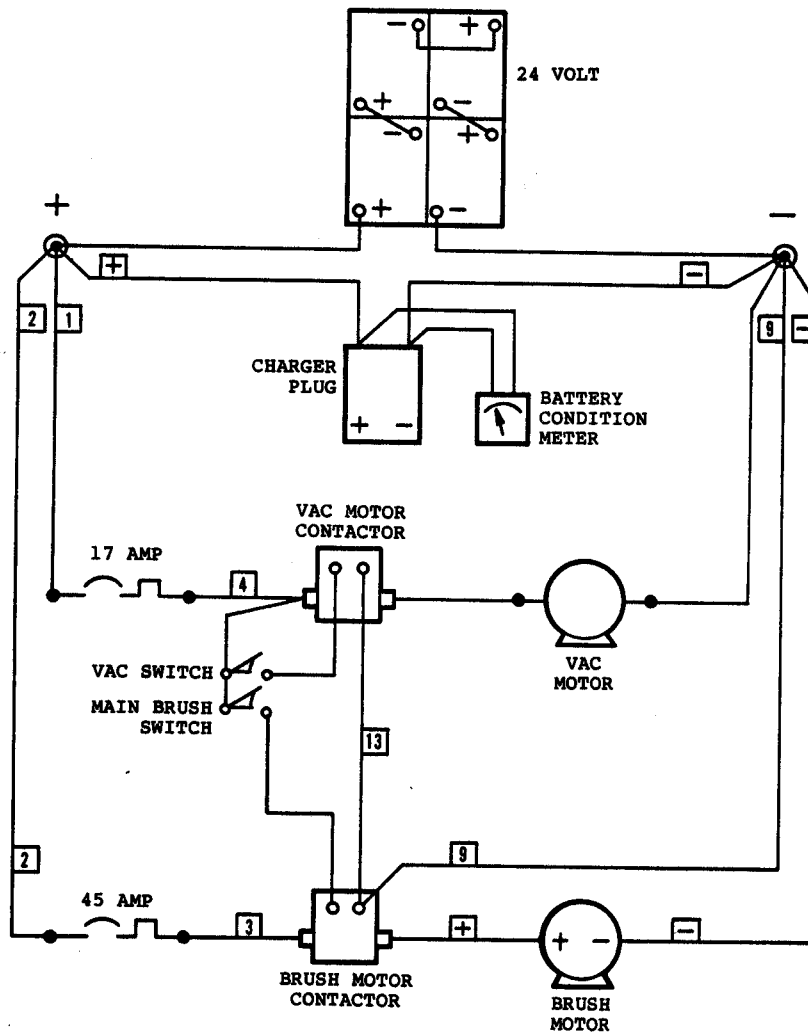 - +
24 VOLT
+ -
- +
+ -
+ -
+ -
2 1 9 -
CHARGER
PLUG
+ -
BATTERY
CONDITION
METER
VAC MOTOR
CONTACTOR
17 AMP
4
VAC SWITCH
MAIN BRUSH
SWITCH
VAC
MOTOR
13
2
9
45 AMP
3
+
+ -
-
BRUSH MOTOR
CONTACTOR
BRUSH
MOTOR